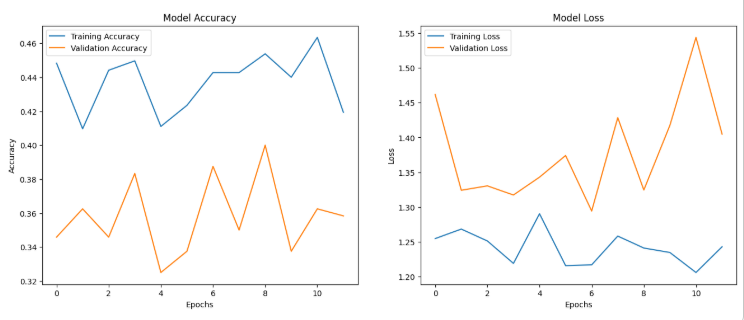 Model Accuracy
Training Accuracy
Validation Accuracy
0.46
0.44
0.42
0.40
0.38
0.36
0.34
0.32
Accuracy
0 2 4 6 8 10
Epochs
Model Loss
Training Loss
Validation Loss
1.55
1.50
1.45
1.40
1.35
1.30
1.25
1.20
Loss
0 2 4 6 8 10
Epochs